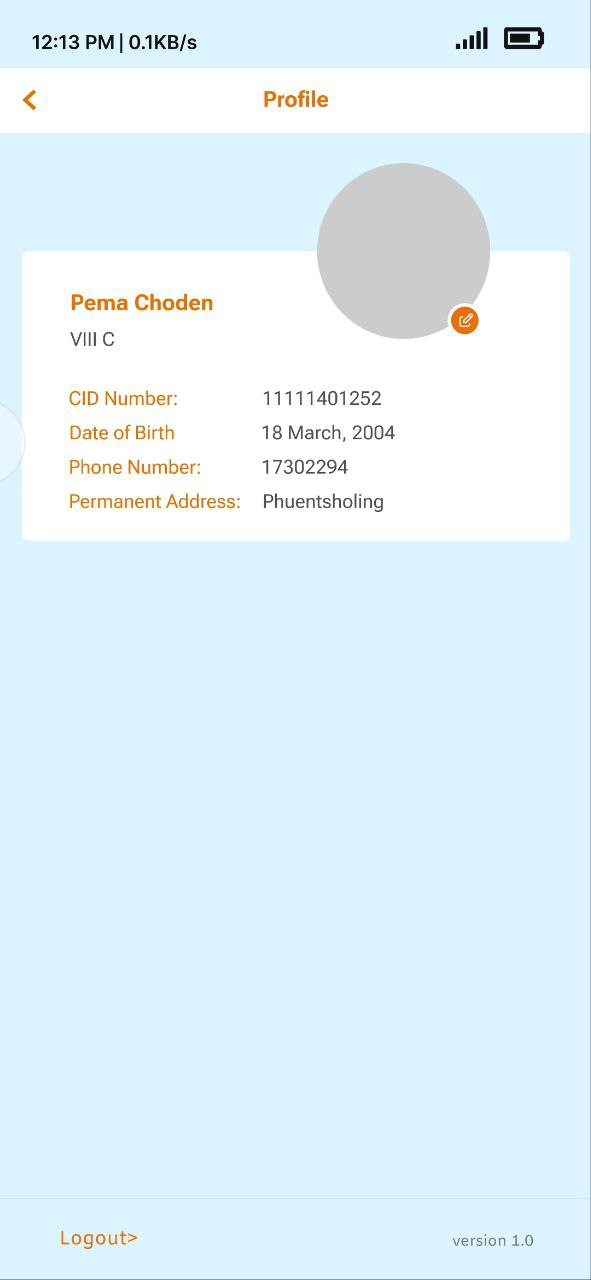 12:13 PM | 0.1KB/s
Profile
Pema Choden
VIII C
CID Number: 11111401252
Date of Birth 18 March, 2004
Phone Number: 17302294
Permanent Address: Phuentsholing
Logout>
version 1.0